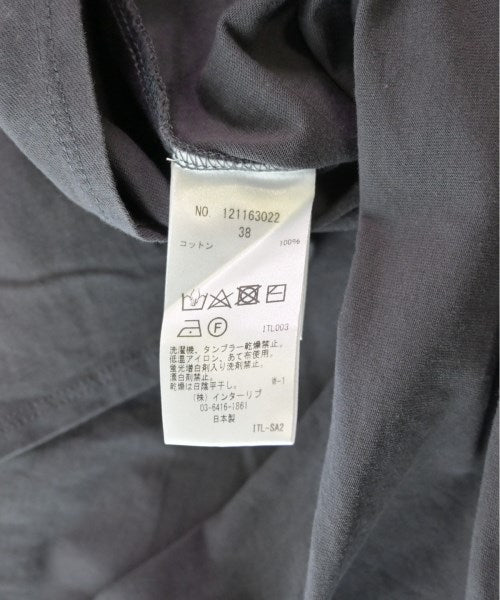 NO. 121163022
38
コットン 100%
F ITL003
洗濯機、タンブラー乾燥禁止。
低温アイロン、あて布使用。
蛍光増白剤入り洗剤禁止。
漂白剤禁止。
乾燥は日陰平干し。 -1
(株) インターリブ
03-6416-1861
日本製
ITL-SA2